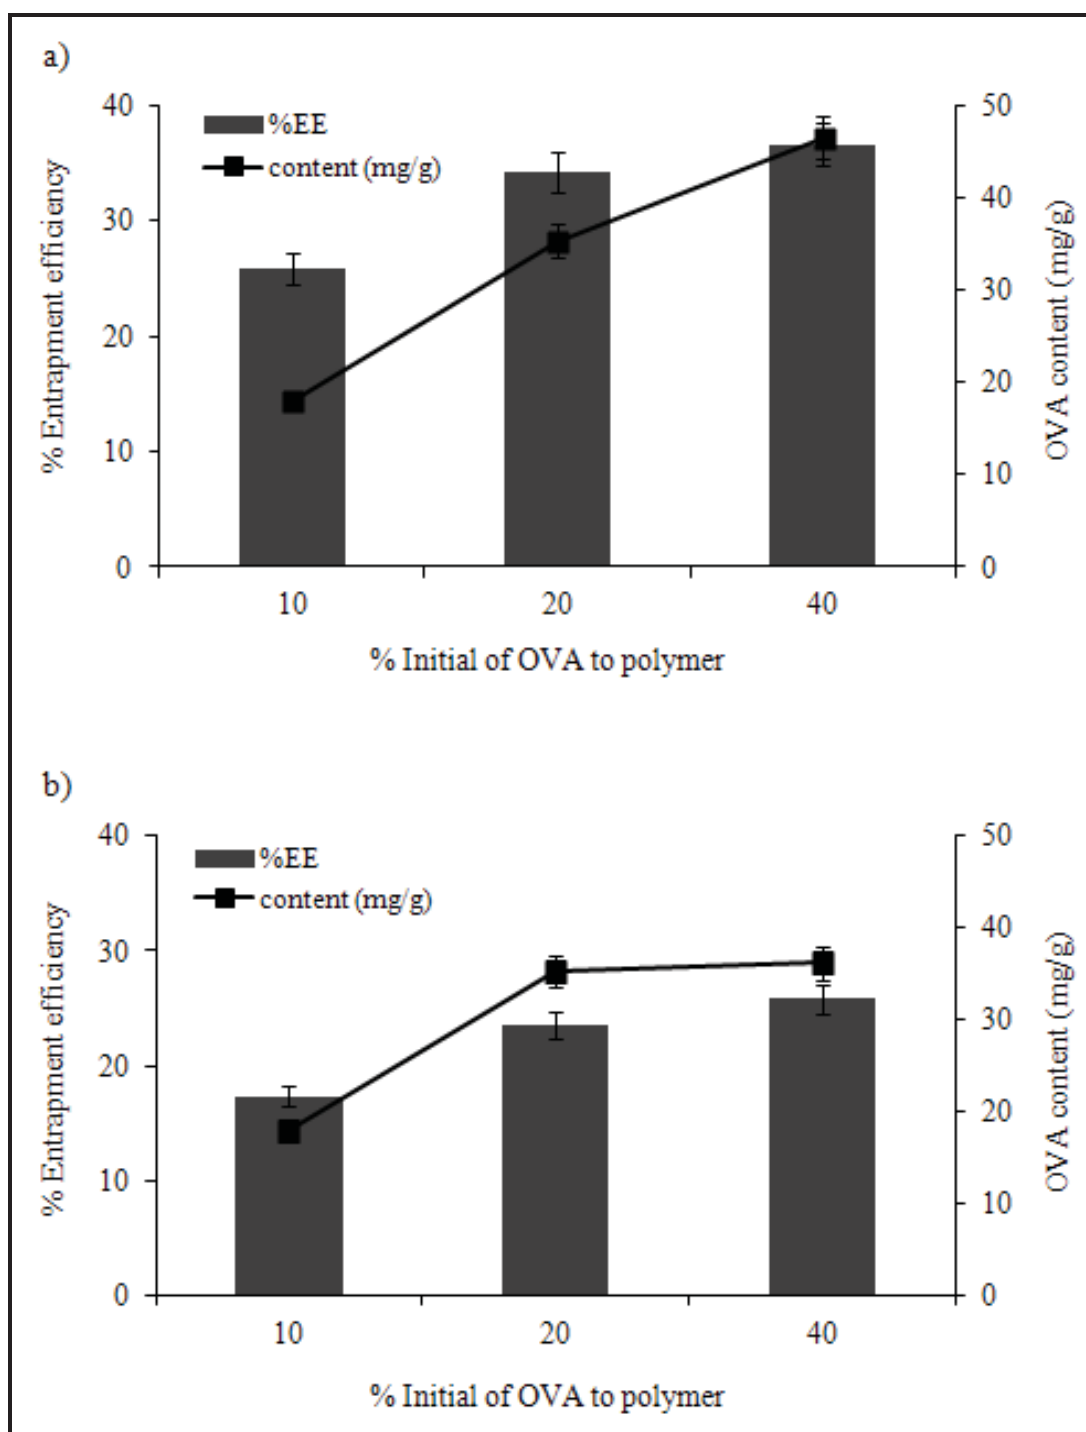 a)
40
30
20
10
0
% Entrapment efficiency
%EE
content (mg/g)
50
40
30
20
10
0
OVA content (mg/g)
10 20 40
% Initial of OVA to polymer
b)
40
30
20
10
0
% Entrapment efficiency
%EE
content (mg/g)
50
40
30
20
10
0
OVA content (mg/g)
10 20 40
% Initial of OVA to polymer